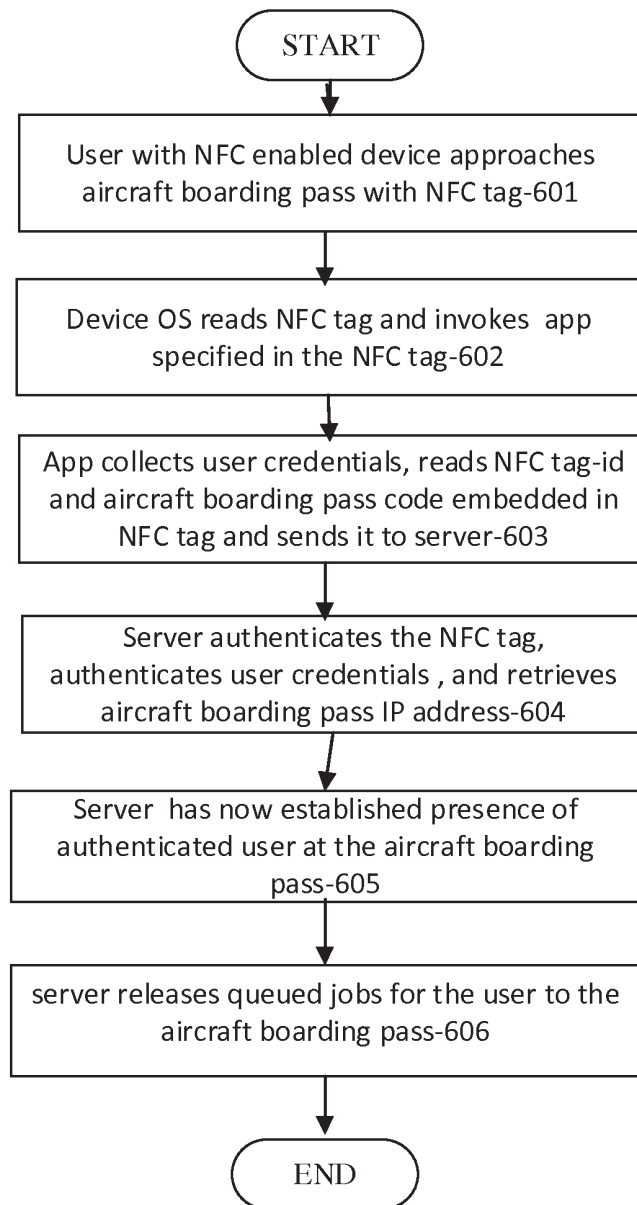 START
User with NFC enabled device approaches
aircraft boarding pass with NFC tag-601
Device OS reads NFC tag and invokes  app
specified in the NFC tag-602
App collects user credentials, reads NFC tag-id
and aircraft boarding pass code embedded in
NFC tag and sends it to server-603
Server authenticates the NFC tag,
authenticates user credentials , and retrieves
aircraft boarding pass IP address-604
Server  has now established presence of
authenticated user at the aircraft boarding
pass-605
server releases queued jobs for the user to the
aircraft boarding pass-606
END